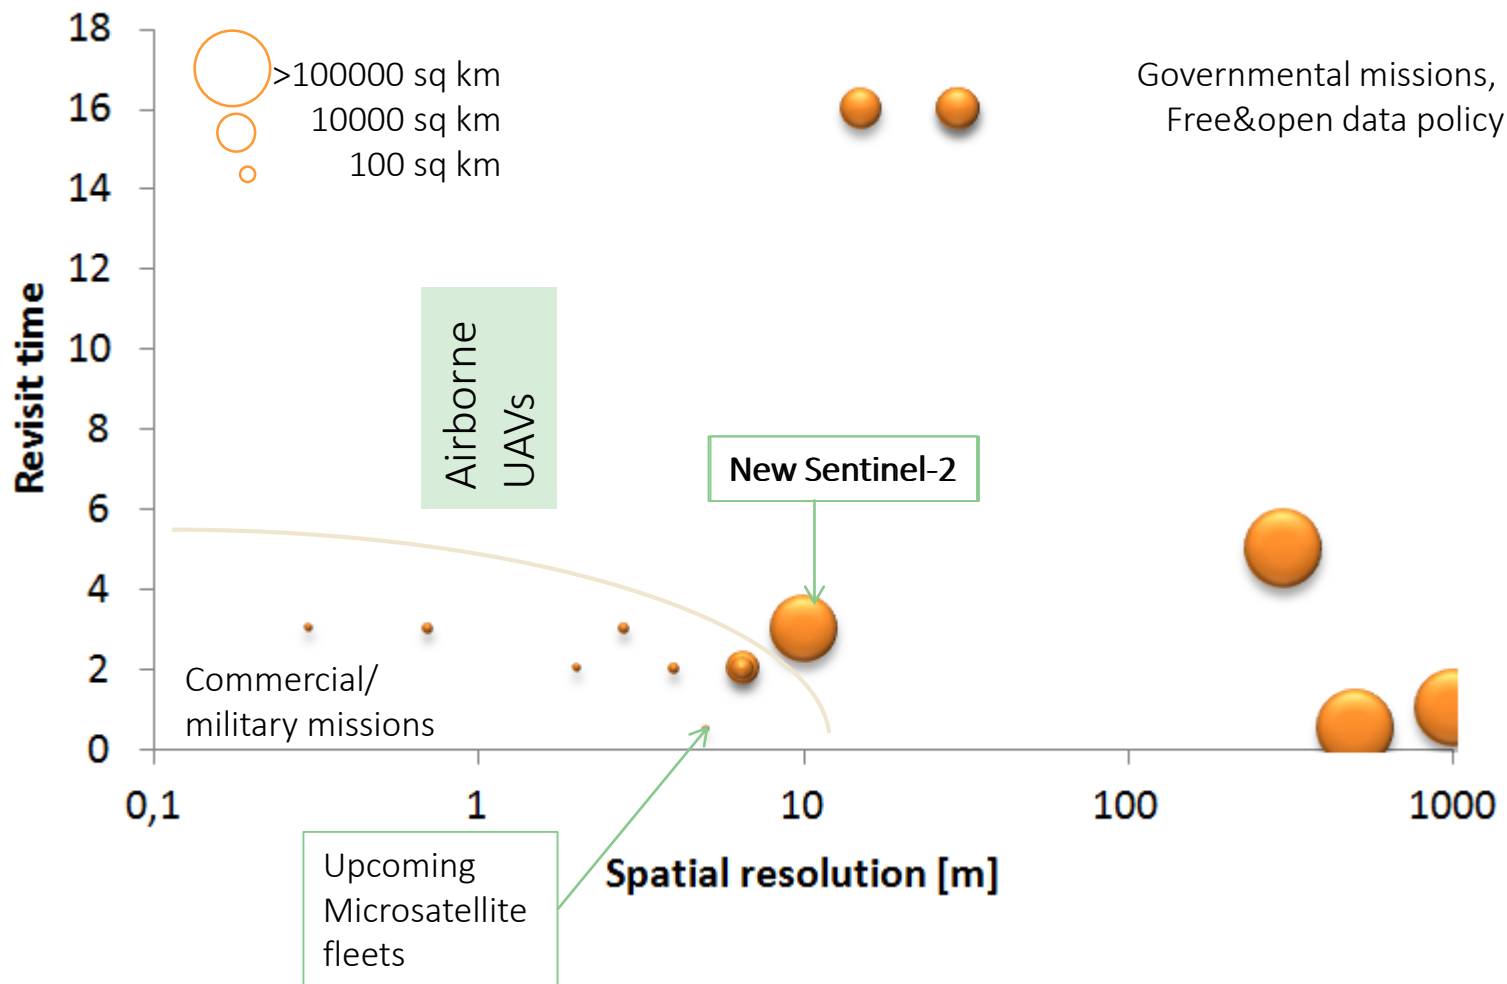 18
16
14
12
10
8
6
4
2
0
Revisit time
>100000 sq km
10000 sq km
100 sq km
Governmental missions,
Free&open data policy
Airborne
UAVs
New Sentinel-2
Commercial/
military missions
0,1
1
10
100
1000
Spatial resolution [m]
Upcoming
Microsatellite
fleets